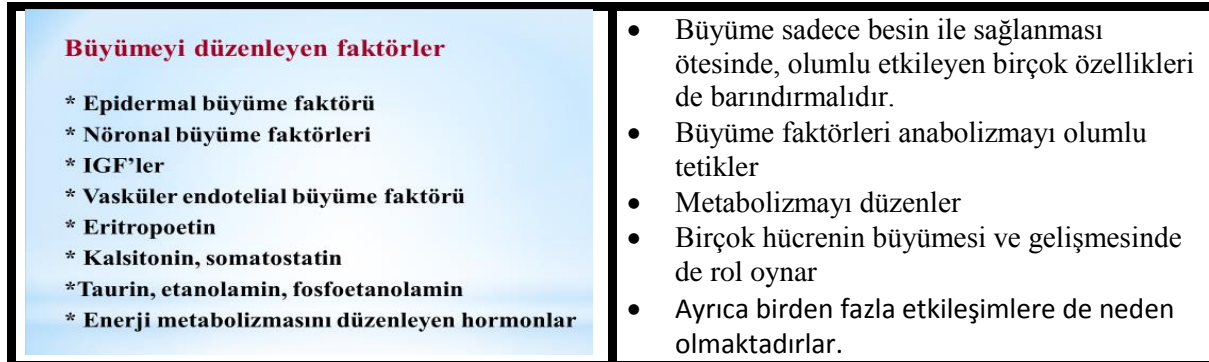 Büyümeyi düzenleyen faktörler
* Epidermal büyüme faktörü
* Nöronal büyüme faktörleri
* IGF’ler
* Vasküler endotelial büyüme faktörü
* Eritropoetin
* Kalsitonin, somatostatin
*Taurin, etanolamin, fosfoetanolamin
* Enerji metabolizmasını düzenleyen hormonlar
• Büyüme sadece besin ile sağlanması
ötesinde, olumlu etkileyen birçok özellikleri
de barındırmalıdır.
• Büyüme faktörleri anabolizmayı olumlu
tetikler
• Metabolizmayı düzenler
• Birçok hücrenin büyümesi ve gelişmesinde
de rol oynar
• Ayrıca birden fazla etkileşimlere de neden
olmaktadırlar.